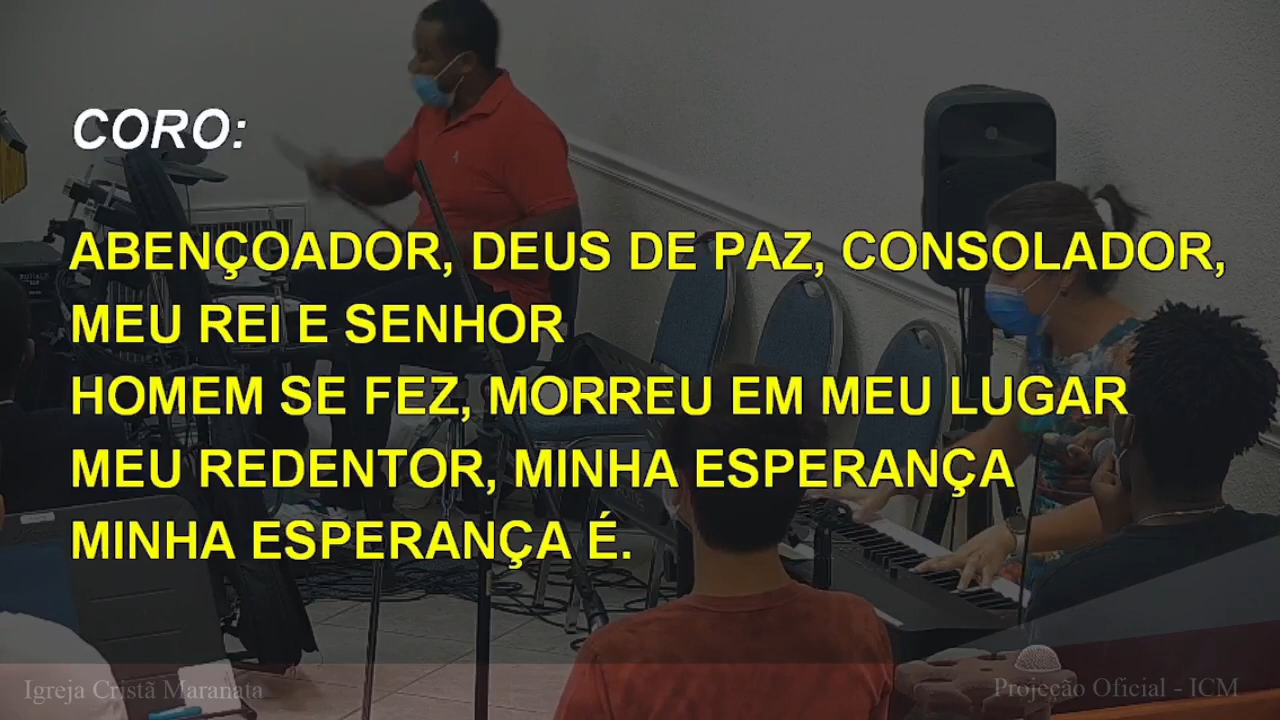 CORO:
ABENÇOADOR, DEUS DE PAZ, CONSOLADOR,
MEU REI E SENHOR
HOMEM SE FEZ, MORREU EM MEU LUGAR
MEU REDENTOR, MINHA ESPERANÇA
MINHA ESPERANÇA É.
Igreja Cristã Maranata
Projeção Oficial - ICM